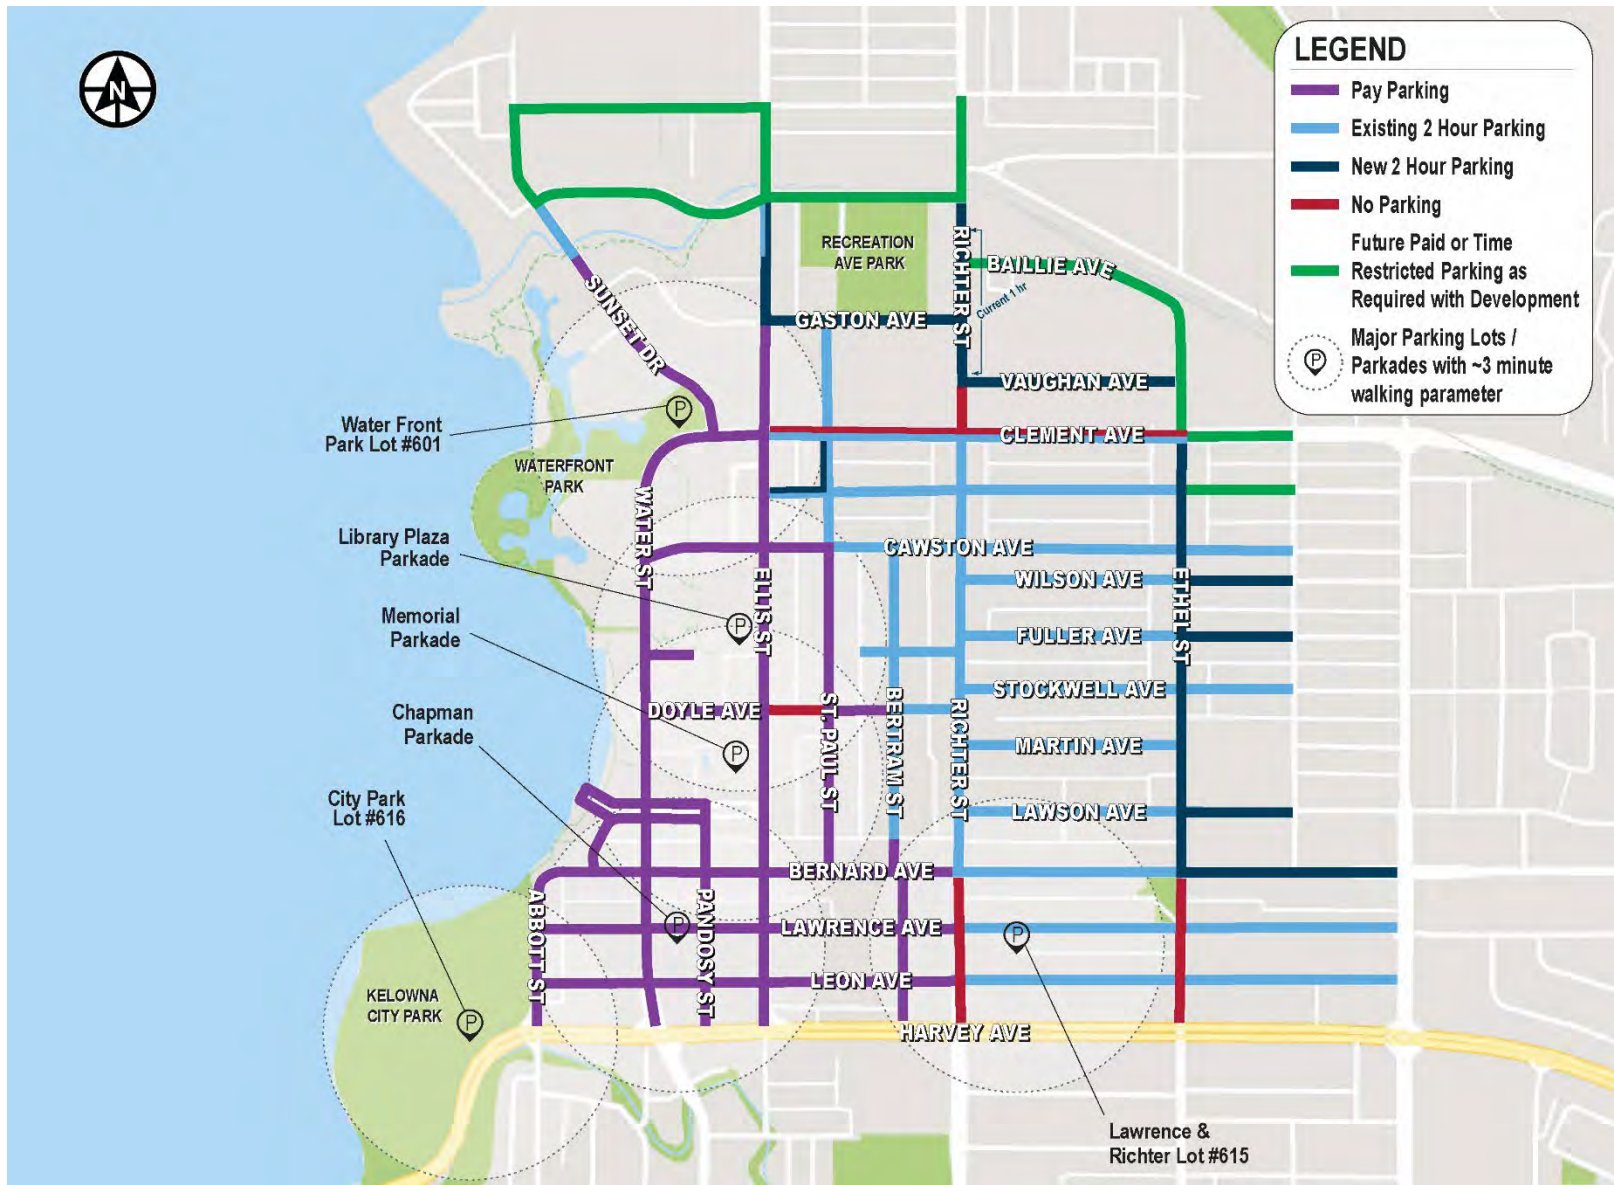 N
LEGEND
Pay Parking
Existing 2 Hour Parking
New 2 Hour Parking
No Parking
Future Paid or Time
Restricted Parking as
Required with Development
P
Major Parking Lots /
Parkades with ~3 minute
walking parameter
RECREATION
AVE PARK
RICHTER ST
BAILLIE AVE
Current 1 hr
SUNSET DR
GASTON AVE
VAUGHAN AVE
P
Water Front
Park Lot #601
CLEMENT AVE
WATERFRONT
PARK
WATER ST
Library Plaza
Parkade
CAWSTON AVE
WILSON AVE
ELLIS ST
ETHEL ST
Memorial
Parkade
P
FULLER AVE
STOCKWELL AVE
Chapman
Parkade
DOYLE AVE
ST. PAUL ST
BERTRAM ST
RICHTER ST
MARTIN AVE
P
City Park
Lot #616
LAWSON AVE
BERNARD AVE
ABBOTT ST
PANDOSY ST
P
LAWRENCE AVE
P
LEON AVE
KELOWNA
CITY PARK
P
HARVEY AVE
Lawrence &
Richter Lot #615